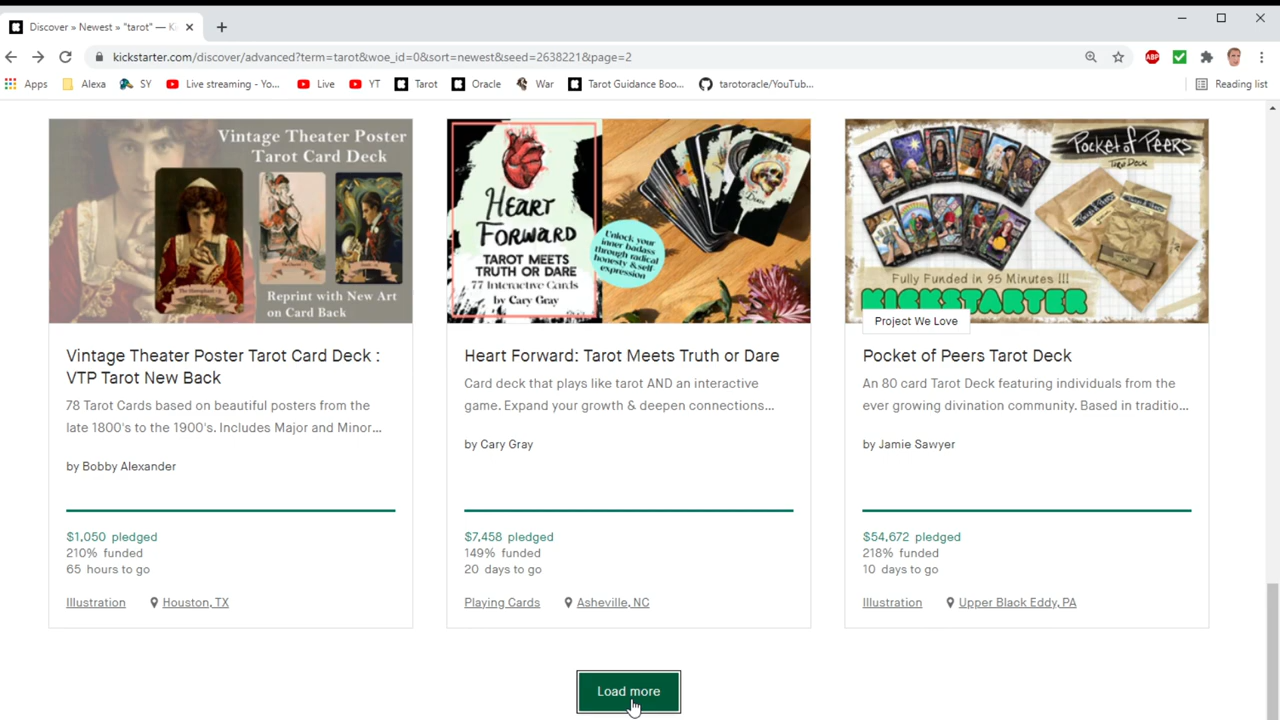 Discover » Newest » "tarot" — K
kickstarter.com/discover/advanced?term=tarot&woe_id=0&sort=newest&seed=2638221&page=2
ABP
Apps
Alexa
SY
Live streaming - Yo...
Live
YT
Tarot
Oracle
War
Tarot Guidance Boo...
tarotoracle/YouTub...
Reading list
Vintage Theater Poster
Tarot Card Deck
Reprint with New Art
on Card Back
HEART
FORWARD
TAROT MEETS
TRUTH OR DARE
77 Interactive Cards
by Cary Gray
Unlock your
inner badass
through radical
honesty & self-
expression
Pocket of Peers
TAROT DECK
Fully Funded in 95 Minutes !!!
KICKSTARTER
Project We Love
Vintage Theater Poster Tarot Card Deck :
VTP Tarot New Back
78 Tarot Cards based on beautiful posters from the
late 1800's to the 1900's. Includes Major and Minor...
by Bobby Alexander
$1,050 pledged
210% funded
65 hours to go
Illustration
Houston, TX
Heart Forward: Tarot Meets Truth or Dare
Card deck that plays like tarot AND an interactive
game. Expand your growth & deepen connections...
by Cary Gray
$7,458 pledged
149% funded
20 days to go
Playing Cards
Asheville, NC
Pocket of Peers Tarot Deck
An 80 card Tarot Deck featuring individuals from the
ever growing divination community. Based in traditio...
by Jamie Sawyer
$54,672 pledged
218% funded
10 days to go
Illustration
Upper Black Eddy, PA
Load more